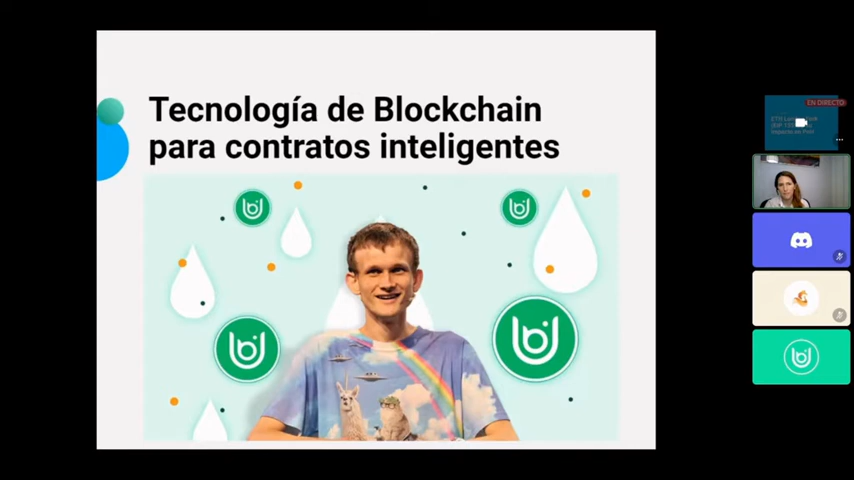 Tecnología de Blockchain
para contratos inteligentes
EN DIRECTO